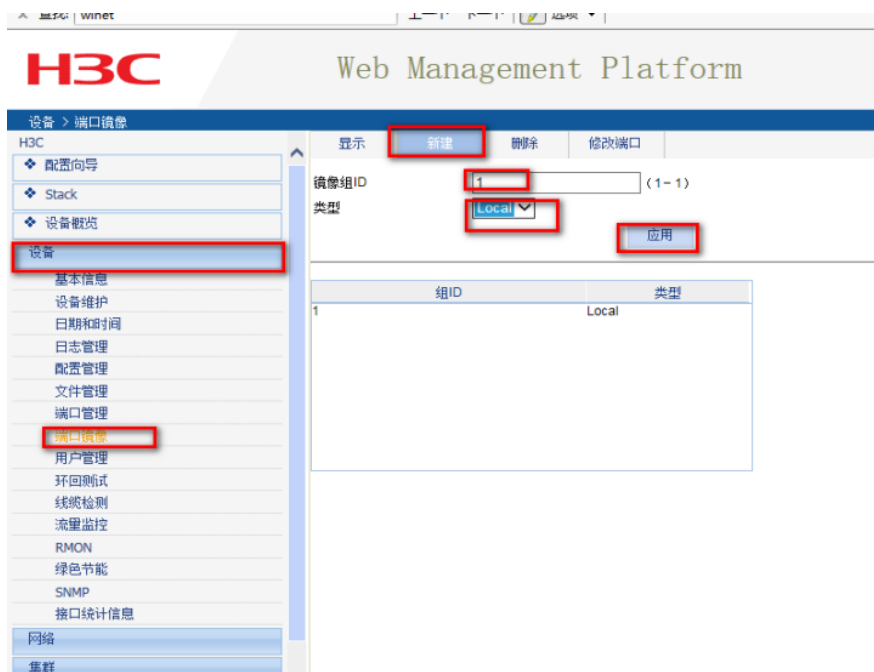 查找: winet
选项
H3C
Web Management Platform
设备 > 端口镜像
H3C
配置向导
Stack
设备概览
设备
基本信息
设备维护
日期和时间
日志管理
配置管理
文件管理
端口管理
端口镜像
用户管理
环回测试
线缆检测
流量监控
RMON
绿色节能
SNMP
接口统计信息
网络
集群
显示 新建 删除 修改端口
镜像组ID 1 (1-1)
类型 Local
应用
组ID 类型
1 Local